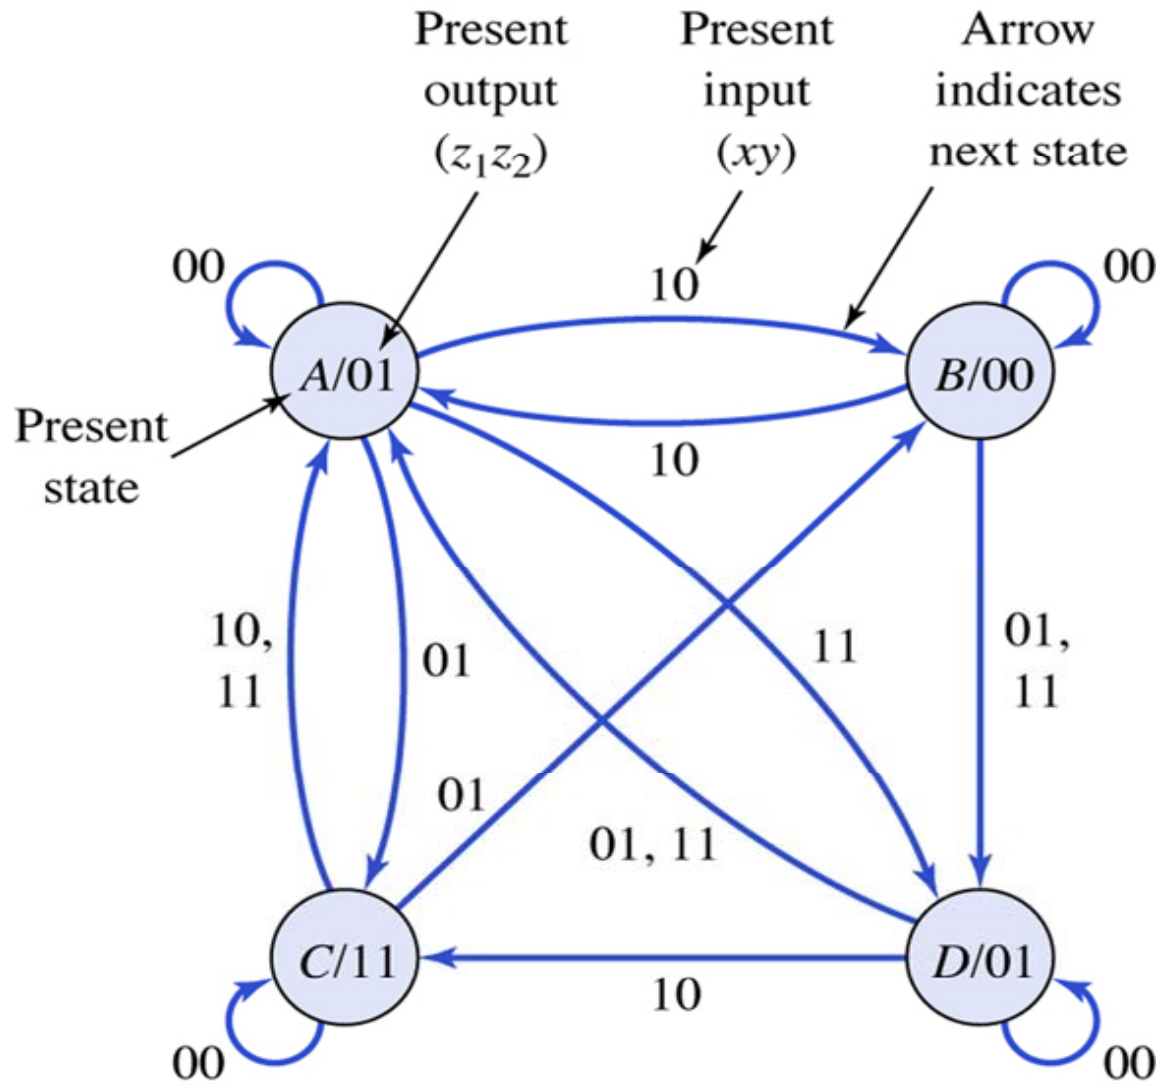 Present
output
(z₁z₂)
Present
input
(xy)
Arrow
indicates
next state
00
10
00
A/01
B/00
Present
state
10
10,
11
01
11
01,
11
01
01, 11
C/11
D/01
10
00
00